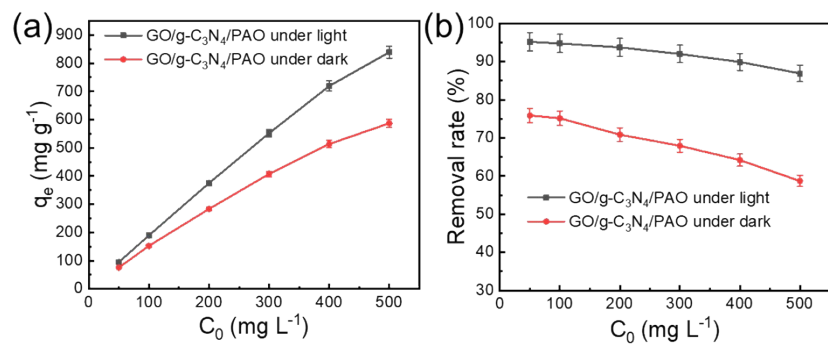 (a)
GO/g-C₃N₄/PAO under light
GO/g-C₃N₄/PAO under dark
900
800
700
600
500
400
300
200
100
0
qₑ (mg g⁻¹)
0 100 200 300 400 500
C₀ (mg L⁻¹)
(b)
100
90
80
70
60
50
40
30
Removal rate (%)
GO/g-C₃N₄/PAO under light
GO/g-C₃N₄/PAO under dark
0 100 200 300 400 500
C₀ (mg L⁻¹)